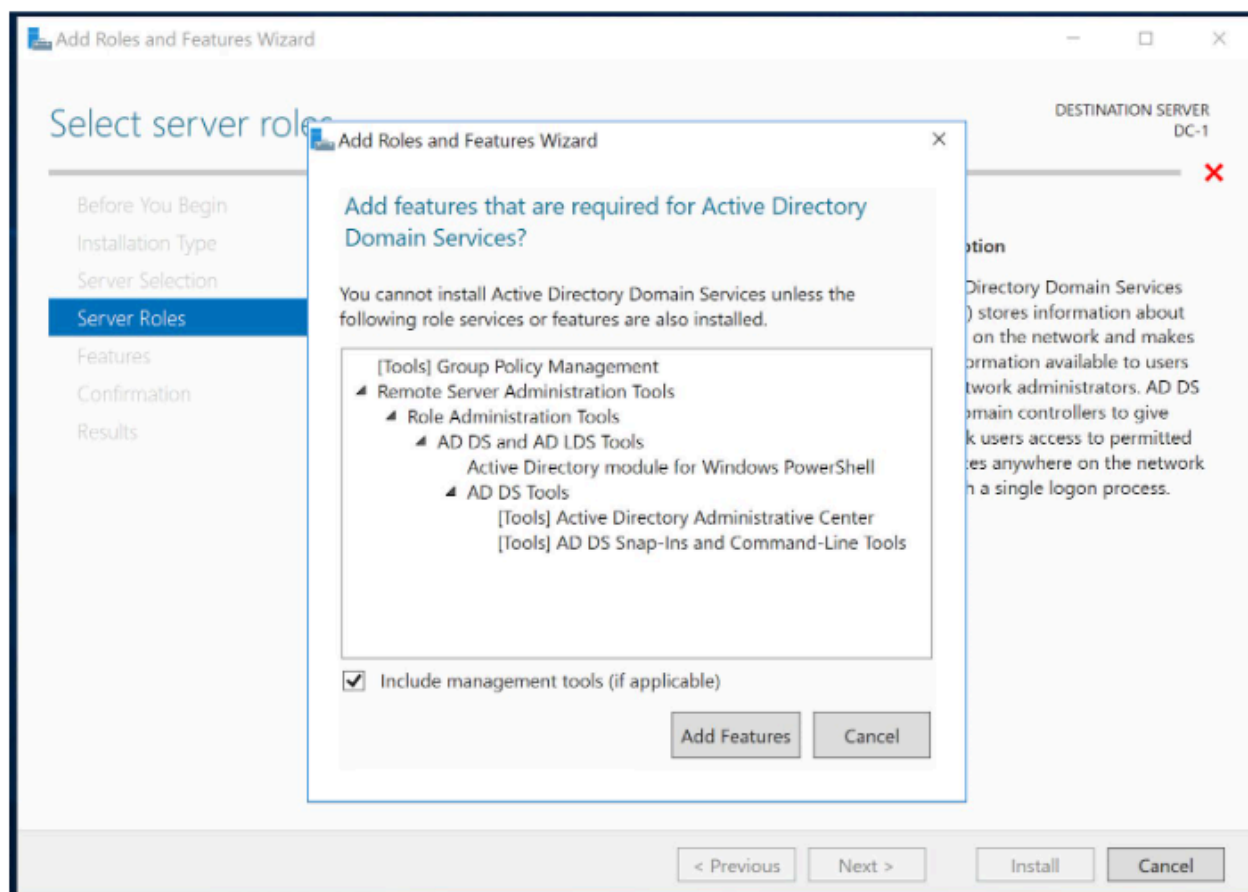 Add Roles and Features Wizard
Select server role
DESTINATION SERVER
DC-1
Before You Begin
Installation Type
Server Selection
Server Roles
Features
Confirmation
Results
Add Roles and Features Wizard
Add features that are required for Active Directory
Domain Services?
You cannot install Active Directory Domain Services unless the
following role services or features are also installed.
[Tools] Group Policy Management
Remote Server Administration Tools
Role Administration Tools
AD DS and AD LDS Tools
Active Directory module for Windows PowerShell
AD DS Tools
[Tools] Active Directory Administrative Center
[Tools] AD DS Snap-Ins and Command-Line Tools
Include management tools (if applicable)
Add Features
Cancel
Directory Domain Services
) stores information about
on the network and makes
available to users
administrators. AD DS
controllers to give
users access to permitted
anywhere on the network
a single logon process.
< Previous
Next >
Install
Cancel